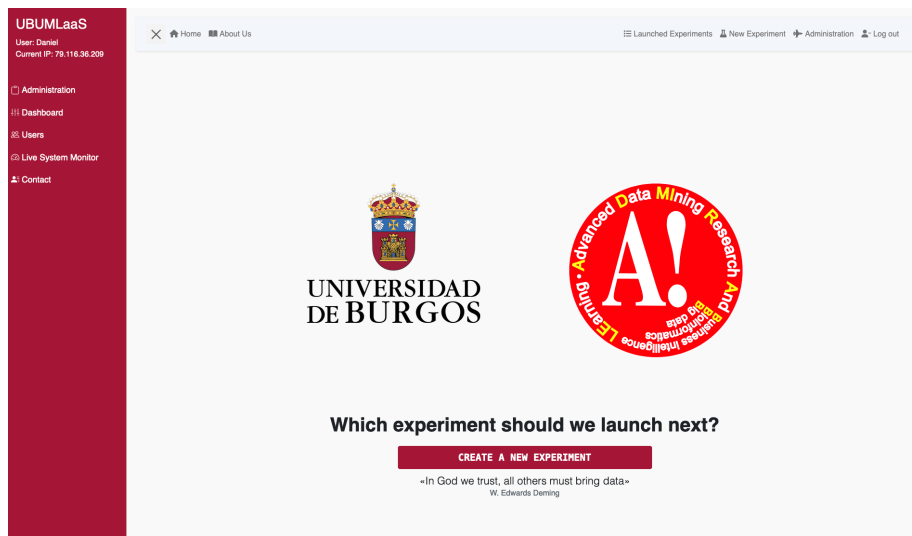 UBUMLaaS
User: Daniel
Current IP: 79.116.36.209
Administration
Dashboard
Users
Live System Monitor
Contact
Home About Us Launched Experiments New Experiment Administration Log out
UNIVERSIDAD
DE BURGOS
Advanced Data MIning Research And Business Intelligence LEarning ·
Bioinformatics
Big data
A!
Which experiment should we launch next?
CREATE A NEW EXPERIMENT
«In God we trust, all others must bring data»
W. Edwards Deming